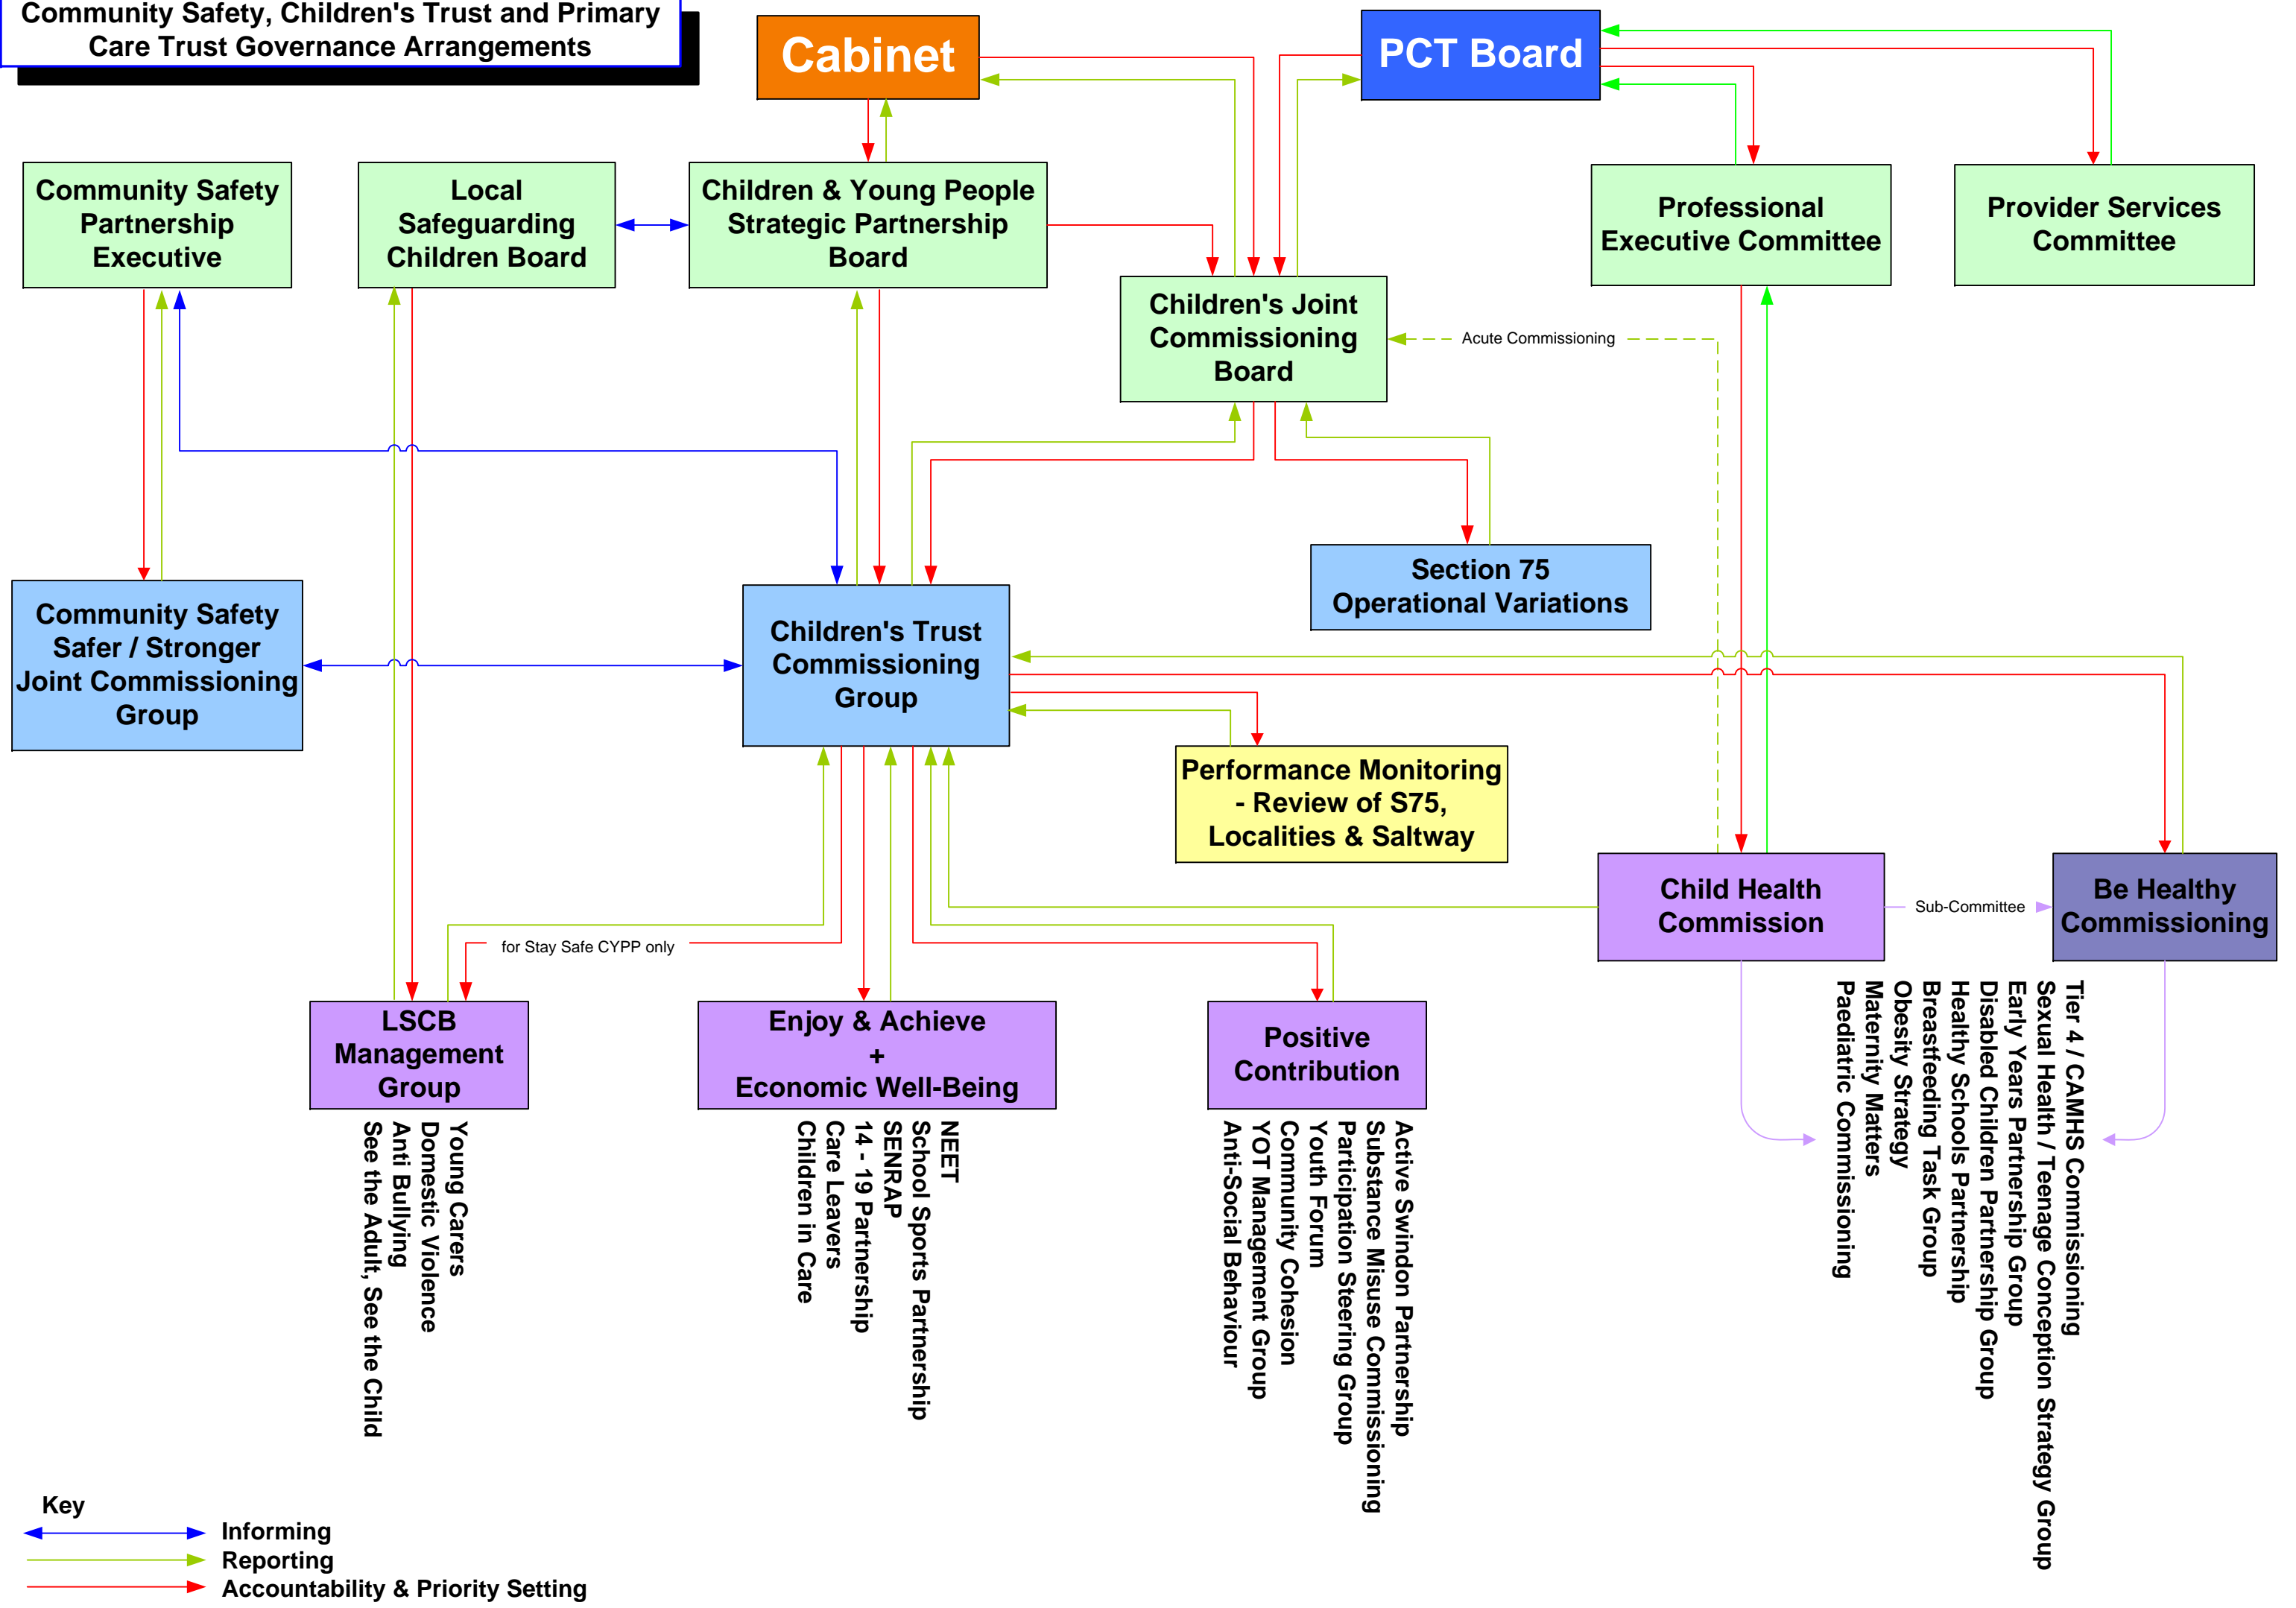 Community Safety, Children's Trust and Primary
Care Trust Governance Arrangements
Cabinet
PCT Board
Community Safety
Partnership
Executive
Local
Safeguarding
Children Board
Children & Young People
Strategic Partnership
Board
Professional
Executive Committee
Provider Services
Committee
Children's Joint
Commissioning
Board
Acute Commissioning
Section 75
Operational Variations
Community Safety
Safer / Stronger
Joint Commissioning
Group
Children's Trust
Commissioning
Group
Performance Monitoring
- Review of S75,
Localities & Saltway
Child Health
Commission
Sub-Committee
Be Healthy
Commissioning
for Stay Safe CYPP only
LSCB
Management
Group
Enjoy & Achieve
+
Economic Well-Being
Positive
Contribution
Young Carers
Domestic Violence
Anti Bullying
See the Adult, See the Child
NEET
School Sports Partnership
SENRAP
14 - 19 Partnership
Care Leavers
Children in Care
Active Swindon Partnership
Substance Misuse Commissioning
Participation Steering Group
Youth Forum
Community Cohesion
YOT Management Group
Anti-Social Behaviour
Tier 4 / CAMHS Commissioning
Sexual Health / Teenage Conception Strategy Group
Early Years Partnership Group
Disabled Children Partnership Group
Healthy Schools Partnership
Breastfeeding Task Group
Obesity Strategy
Maternity Matters
Paediatric Commissioning
Key
Informing
Reporting
Accountability & Priority Setting